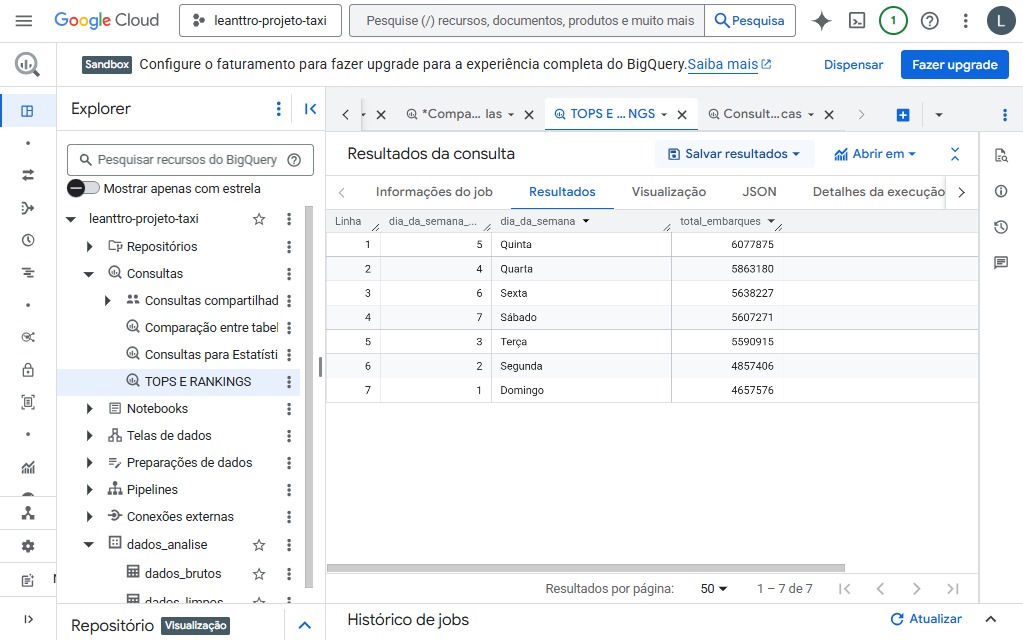 Google Cloud
leanttro-projeto-taxi
Pesquise (/) recursos, documentos, produtos e muito mais
Pesquisa
1
L
Sandbox Configure o faturamento para fazer upgrade para a experiência completa do BigQuery. Saiba mais
Dispensar
Fazer upgrade
Explorer
Pesquisar recursos do BigQuery
Mostrar apenas com estrela
leanttro-projeto-taxi
Repositórios
Consultas
Consultas compartilhad
Comparação entre tabel
Consultas para Estatísti
TOPS E RANKINGS
Notebooks
Telas de dados
Preparações de dados
Pipelines
Conexões externas
dados_analise
dados_brutos
dados_limpos
Repositório Visualização
*Compa... las
TOPS E ... NGS
Consult...cas
Resultados da consulta
Salvar resultados
Abrir em
Informações do job Resultados Visualização JSON Detalhes da execução
Linha dia_da_semana_... dia_da_semana total_embarques
1 5 Quinta 6077875
2 4 Quarta 5863180
3 6 Sexta 5638227
4 7 Sábado 5607271
5 3 Terça 5590915
6 2 Segunda 4857406
7 1 Domingo 4657576
Resultados por página: 50 1 – 7 de 7
Histórico de jobs
Atualizar